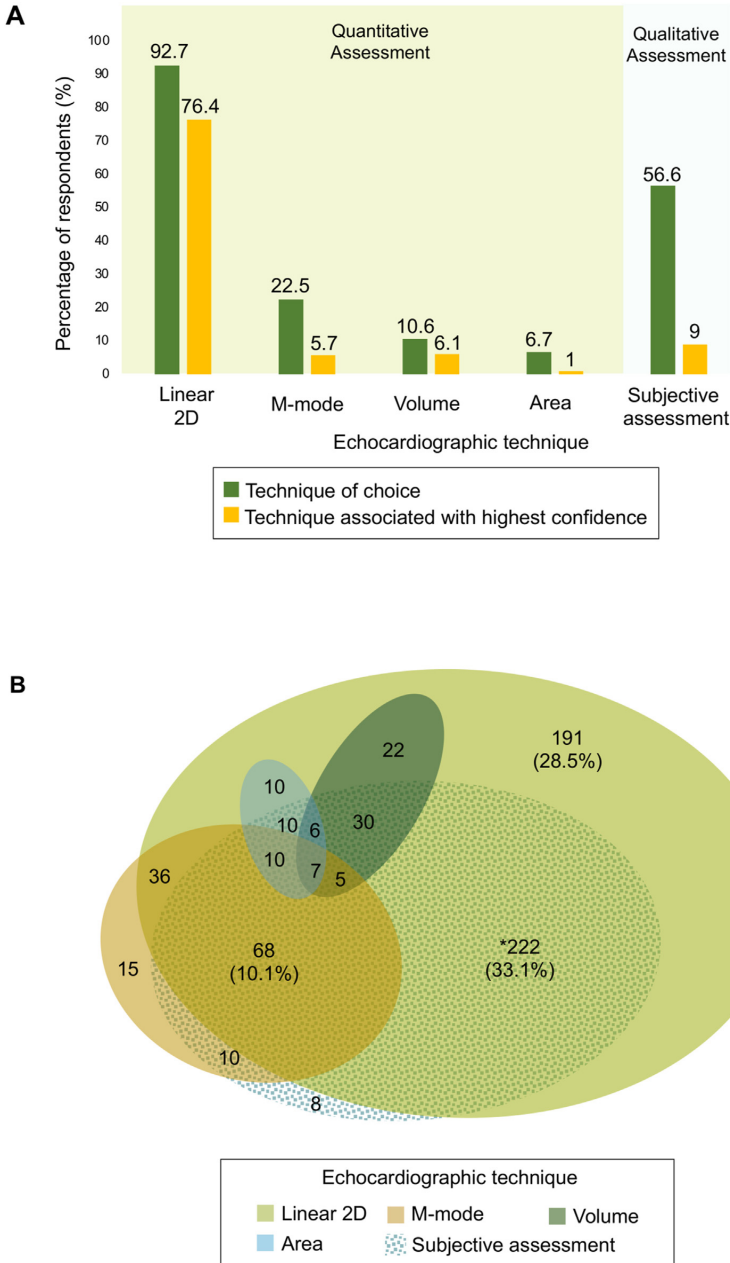 A
Quantitative
Assessment
Qualitative
Assessment
Percentage of respondents (%)
100
90
80
70
60
50
40
30
20
10
0
92.7
76.4
22.5
5.7
10.6
6.1
6.7
1
56.6
9
Linear
2D
M-mode
Volume
Area
Subjective
assessment
Echocardiographic technique
Technique of choice
Technique associated with highest confidence
B
22
191
(28.5%)
10
10
6
30
10
7
5
36
68
(10.1%)
*222
(33.1%)
15
10
8
Echocardiographic technique
Linear 2D
M-mode
Volume
Area
Subjective assessment